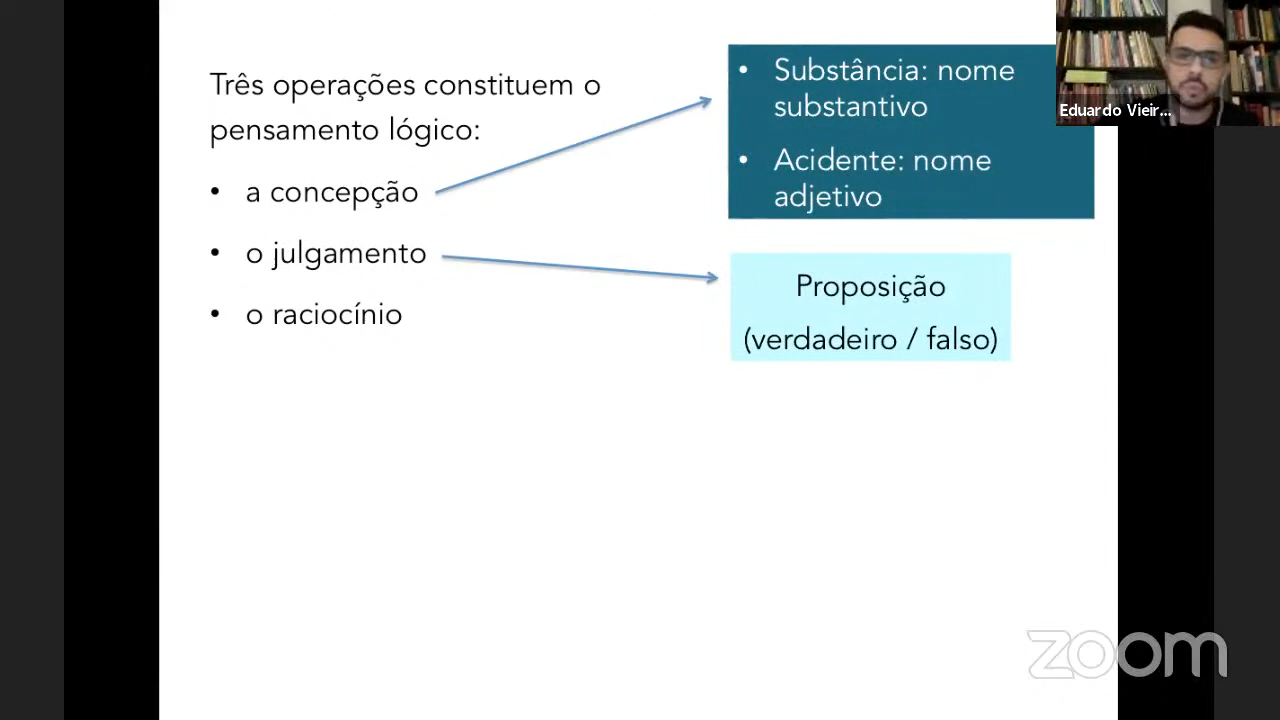 Três operações constituem o
pensamento lógico:
• a concepção
• o julgamento
• o raciocínio
• Substância: nome
substantivo
• Acidente: nome
adjetivo
Proposição
(verdadeiro / falso)
Eduardo Vieir...
zoom